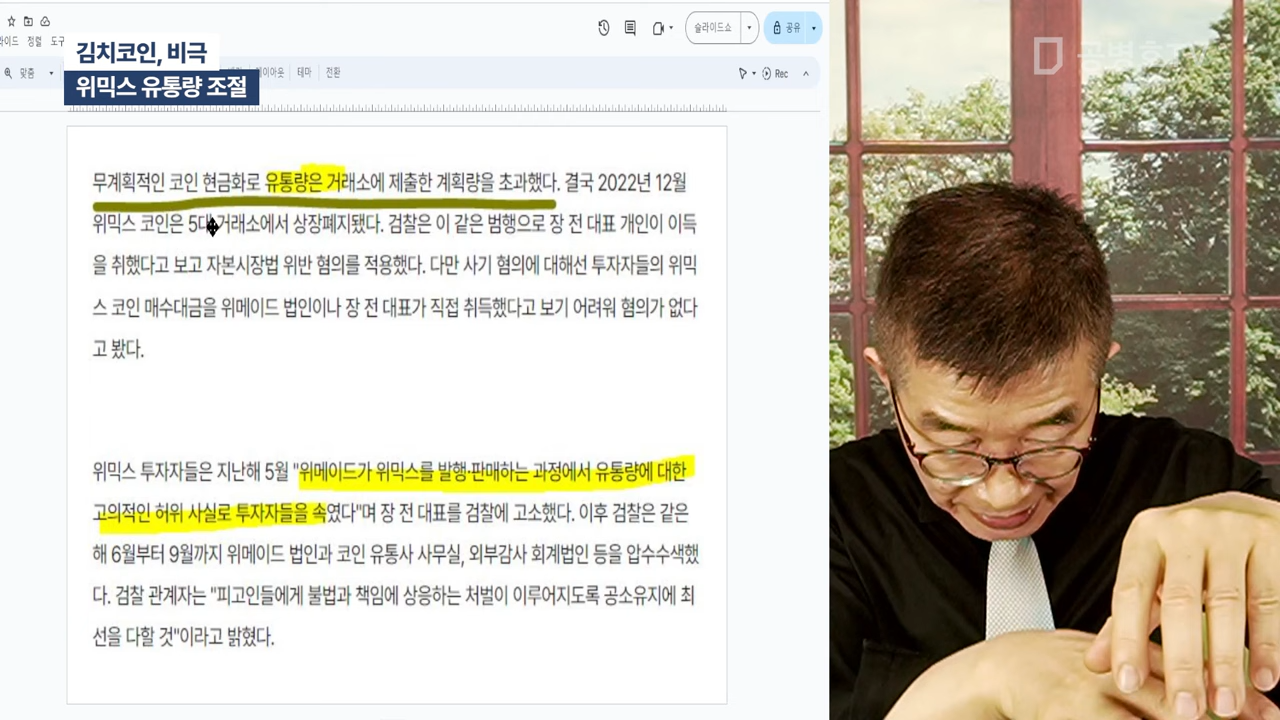 김치코인, 비극
위믹스 유통량 조절
라이드 정렬 도구
슬라이드쇼
공유
맞춤
테마
전환
Rec
공병호
무계획적인 코인 현금화로 유통량은 거래소에 제출한 계획량을 초과했다. 결국 2022년 12월
위믹스 코인은 5대 거래소에서 상장폐지됐다. 검찰은 이 같은 범행으로 장 전 대표 개인이 이득
을 취했다고 보고 자본시장법 위반 혐의를 적용했다. 다만 사기 혐의에 대해선 투자자들의 위믹
스 코인 매수대금을 위메이드 법인이나 장 전 대표가 직접 취득했다고 보기 어려워 혐의가 없다
고 봤다.
위믹스 투자자들은 지난해 5월 "위메이드가 위믹스를 발행·판매하는 과정에서 유통량에 대한
고의적인 허위 사실로 투자자들을 속였다"며 장 전 대표를 검찰에 고소했다. 이후 검찰은 같은
해 6월부터 9월까지 위메이드 법인과 코인 유통사 사무실, 외부감사 회계법인 등을 압수수색했
다. 검찰 관계자는 "피고인들에게 불법과 책임에 상응하는 처벌이 이루어지도록 공소유지에 최
선을 다할 것"이라고 밝혔다.